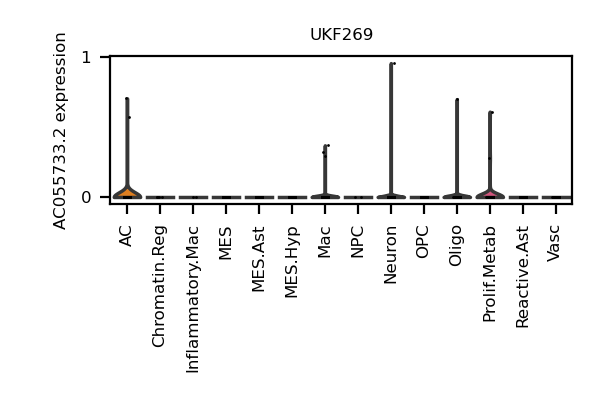 UKF269
AC055733.2 expression
1
0
AC
Chromatin.Reg
Inflammatory.Mac
MES
MES.Ast
MES.Hyp
Mac
NPC
Neuron
OPC
Oligo
Prolif.Metab
Reactive.Ast
Vasc